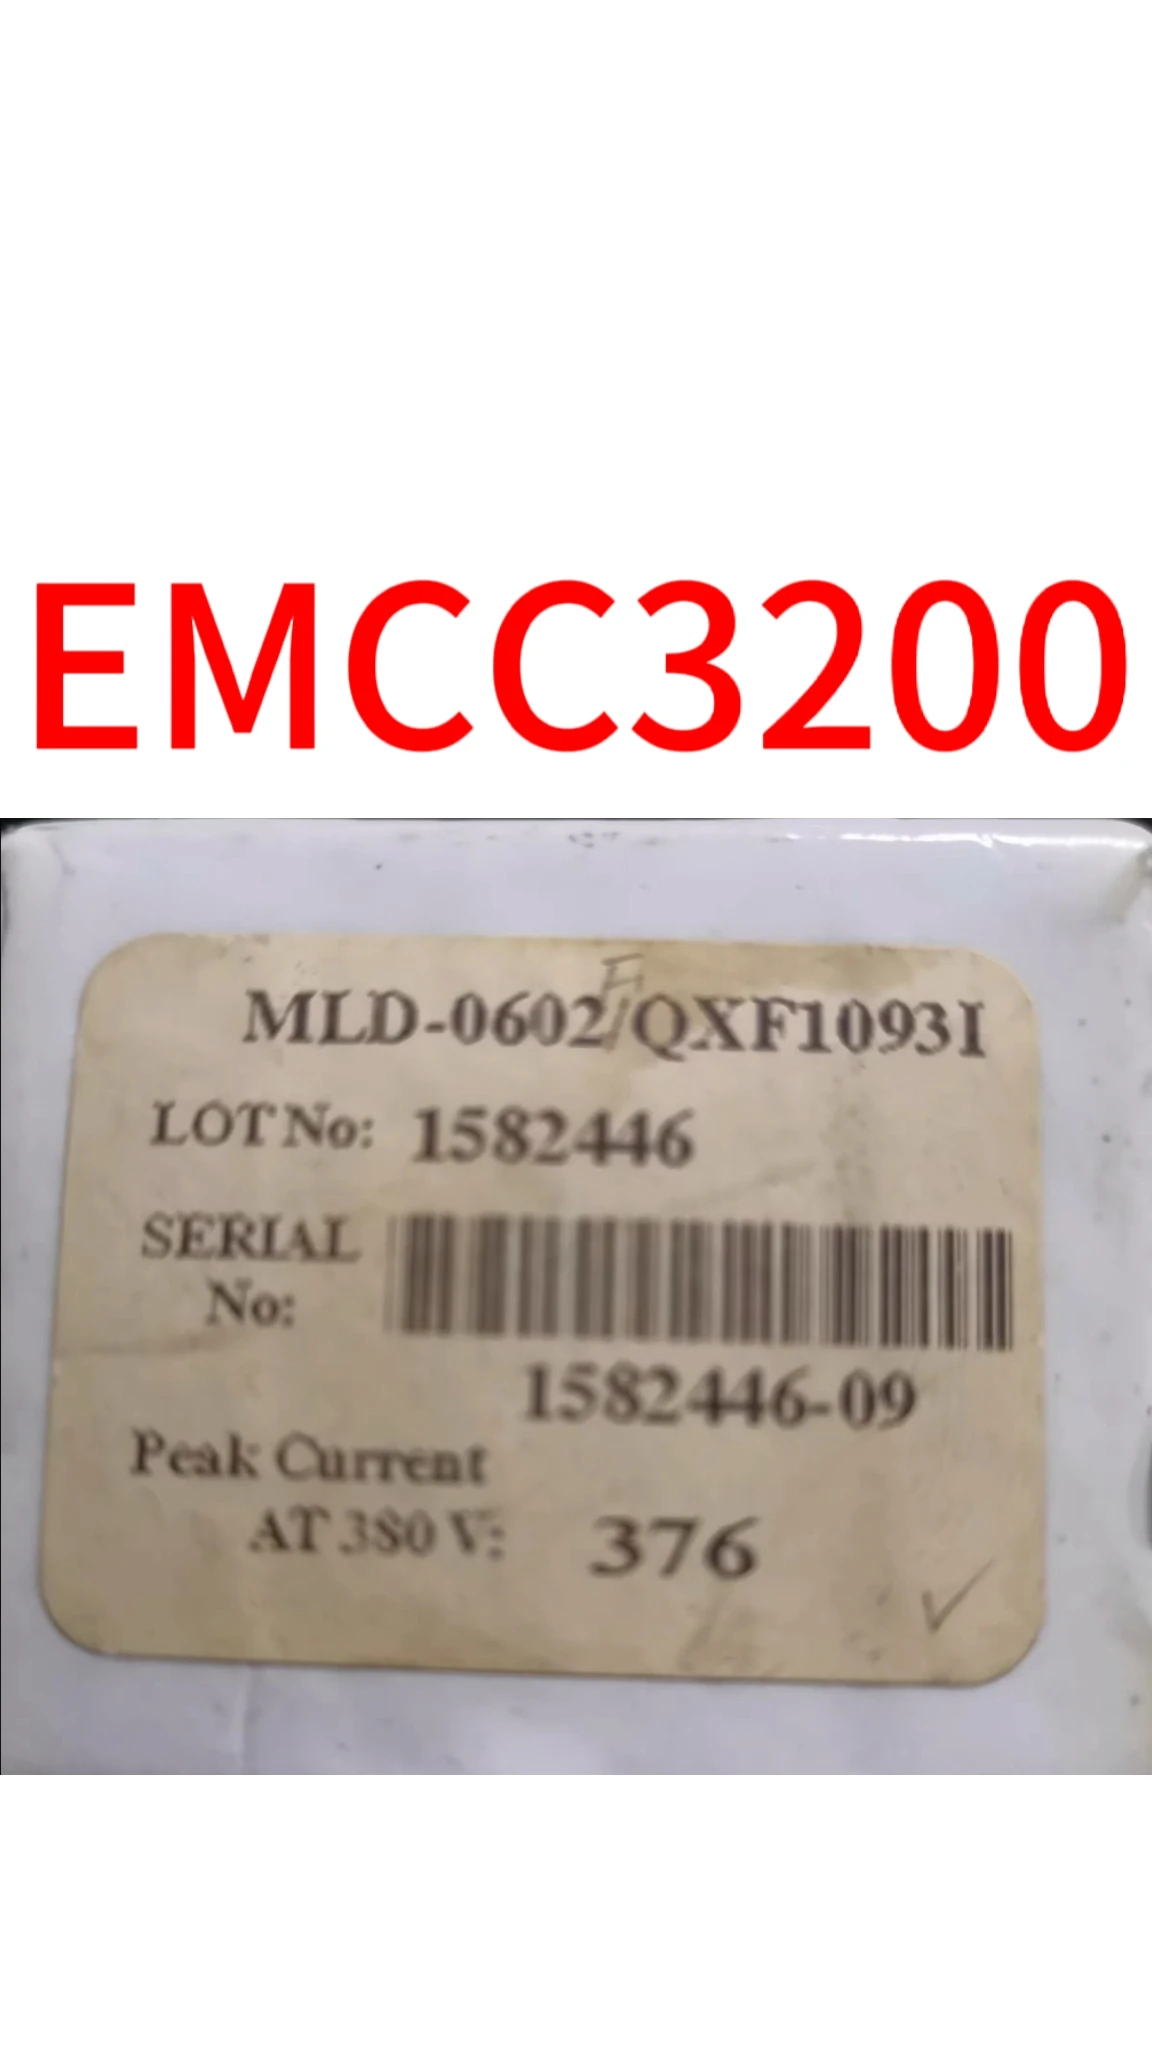 EMCC3200
F
MLD-0602/QXF1093I
LOT No: 1582446
SERIAL
No:
1582446-09
Peak Current
AT 380 V: 376